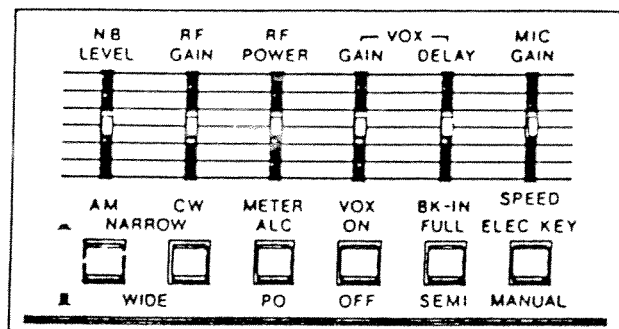 NB RF RF VOX MIC
LEVEL GAIN POWER GAIN DELAY GAIN
AM CW METER VOX BK-IN SPEED
NARROW ALC ON FULL ELEC KEY
WIDE PO OFF SEMI MANUAL